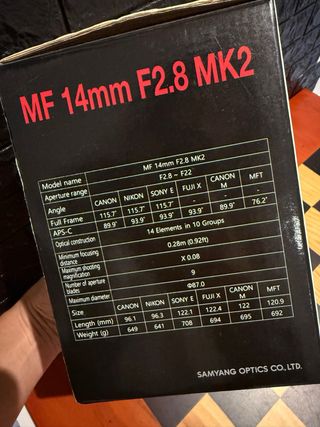 MF 14mm F2.8 MK2
Model name MF 14mm F2.8 MK2
Aperture range F2.8 ~ F22
Angle CANON NIKON SONY E FUJI X CANON M MFT
Full Frame 115.7˚ 115.7˚ 115.7˚ - - -
APS-C 89.9˚ 93.9˚ 93.9˚ 93.9˚ 89.9˚ 76.2˚
Optical construction 14 Elements in 10 Groups
Minimum focusing distance 0.28m (0.92ft)
Maximum shooting magnification X 0.08
Number of aperture blades 9
Maximum diameter Φ87.0
Size CANON NIKON SONY E FUJI X CANON M MFT
Length (mm) 96.1 96.3 122.1 122.4 122 120.9
Weight (g) 649 641 708 694 695 692
SAMYANG OPTICS CO., LTD.